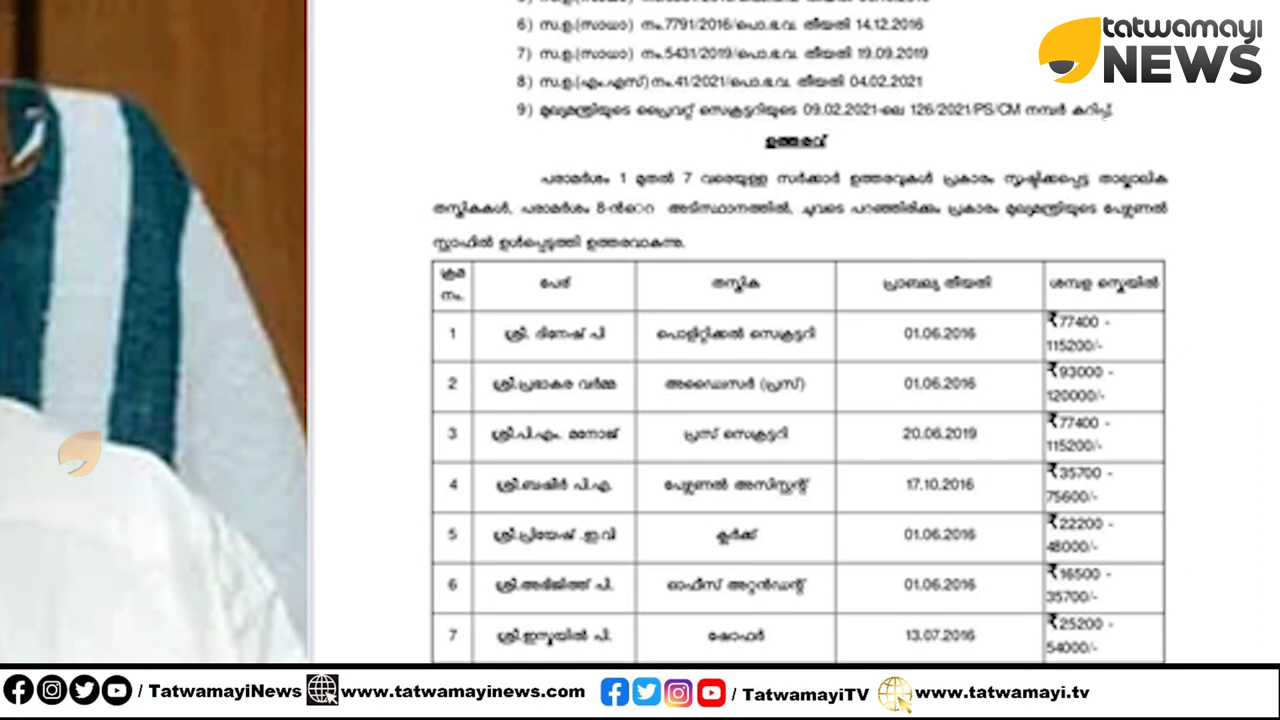 tatwamayi
NEWS
6) സ.ഉ.(സാധാ) നം.7791/2016/പൊ.ഭ.വ. തീയതി 14.12.2016
7) സ.ഉ.(സാധാ) നം.5431/2019/പൊ.ഭ.വ. തീയതി 19.09.2019
8) സ.ഉ.(എം.എസ്) നം.41/2021/പൊ.ഭ.വ. തീയതി 04.02.2021
9) മുഖ്യമന്ത്രിയുടെ പ്രൈവറ്റ് സെക്രട്ടറിയുടെ 09.02.2021-ലെ 126/2021/PS/CM നമ്പർ കുറിപ്പ്.
ഉത്തരവ്
പരാമർശം 1 മുതൽ 7 വരെയുള്ള സർക്കാർ ഉത്തരവുകൾ പ്രകാരം സൃഷ്ടിക്കപ്പെട്ട താല്കാലിക
തസ്തികകൾ, പരാമർശം 8-ന്റെ അടിസ്ഥാനത്തിൽ, ചുവടെ പറഞ്ഞിരിക്കും പ്രകാരം മുഖ്യമന്ത്രിയുടെ പേഴ്സണൽ
സ്റ്റാഫിൽ ഉൾപ്പെടുത്തി ഉത്തരവാകുന്നു.
ക്രമ നം. പേര് തസ്തിക പ്രാബല്യ തീയതി ശമ്പള സ്കെയിൽ
1 ശ്രീ. ദിനേഷ് പി പൊളിറ്റിക്കൽ സെക്രട്ടറി 01.06.2016 ₹77400 - 115200/-
2 ശ്രീ.പ്രഭാകര വർമ്മ അഡ്വൈസർ (പ്രസ്) 01.06.2016 ₹93000 - 120000/-
3 ശ്രീ.പി.എം. മനോജ് പ്രസ് സെക്രട്ടറി 20.06.2019 ₹77400 - 115200/-
4 ശ്രീ.ബഷീർ പി.എ. പേഴ്സണൽ അസിസ്റ്റന്റ് 17.10.2016 ₹35700 - 75600/-
5 ശ്രീ.പ്രിയേഷ് .ഇ.വി ക്ലർക്ക് 01.06.2016 ₹22200 - 48000/-
6 ശ്രീ.അഭിജിത്ത് പി. ഓഫീസ് അറ്റൻഡന്റ് 01.06.2016 ₹16500 - 35700/-
7 ശ്രീ.ഇസ്മയിൽ പി. ഷോഫർ 13.07.2016 ₹25200 - 54000/-
/ TatwamayiNews www.tatwamayinews.com / TatwamayiTV www.tatwamayi.tv